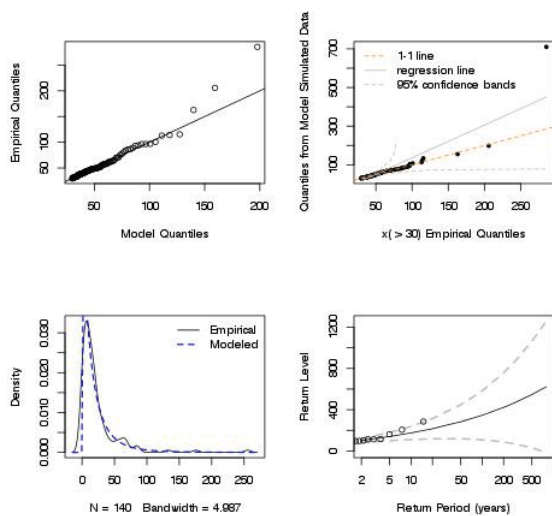 Empirical Quantiles
50
100
200
50
100
150
200
Model Quantiles
Quantiles from Model Simulated Data
100
300
500
700
1-1 line
regression line
95% confidence bands
50
100
150
200
250
x( > 30) Empirical Quantiles
Density
0.000
0.010
0.020
0.030
Empirical
Modeled
0
50
100
150
200
250
N = 140 Bandwidth = 4.987
Return Level
0
400
800
1200
2
5
10
20
50
100
200
500
Return Period (years)